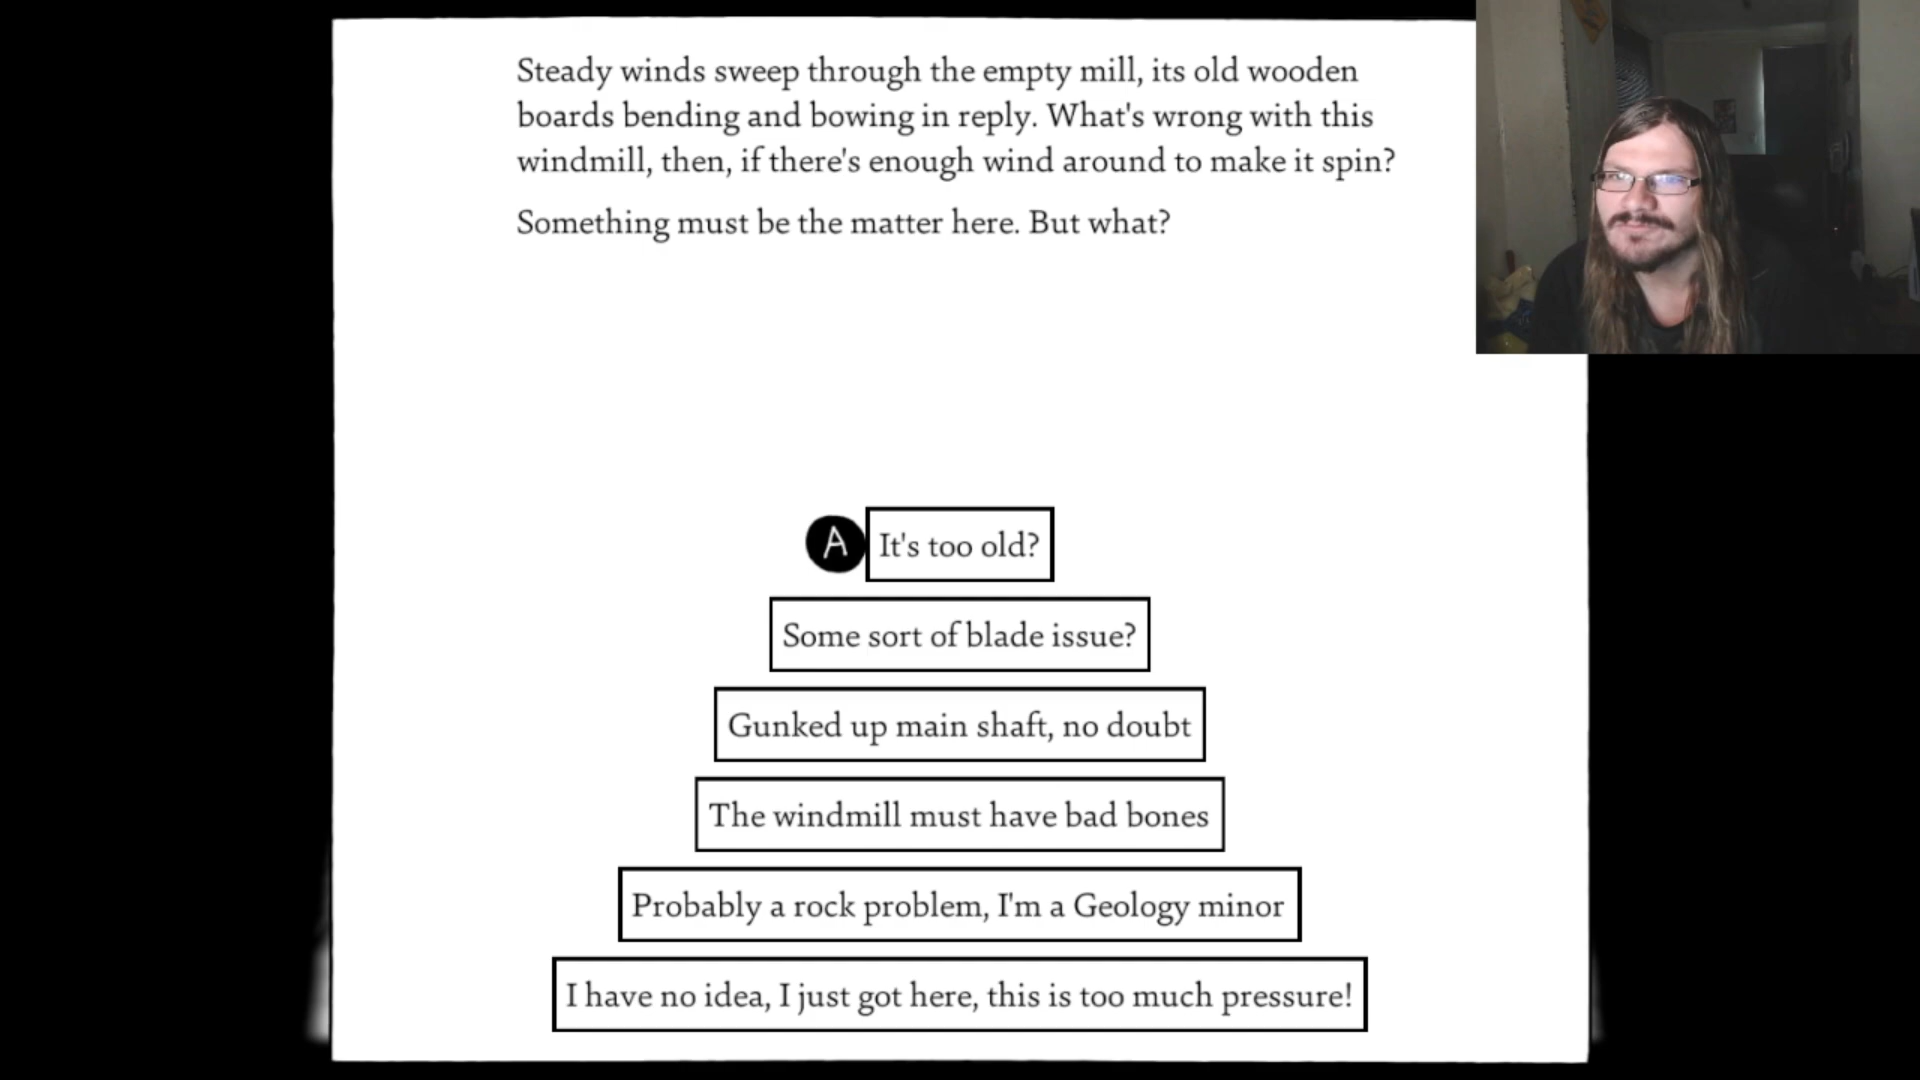 Steady winds sweep through the empty mill, its old wooden
boards bending and bowing in reply. What's wrong with this
windmill, then, if there's enough wind around to make it spin?
Something must be the matter here. But what?
A It's too old?
Some sort of blade issue?
Gunked up main shaft, no doubt
The windmill must have bad bones
Probably a rock problem, I'm a Geology minor
I have no idea, I just got here, this is too much pressure!